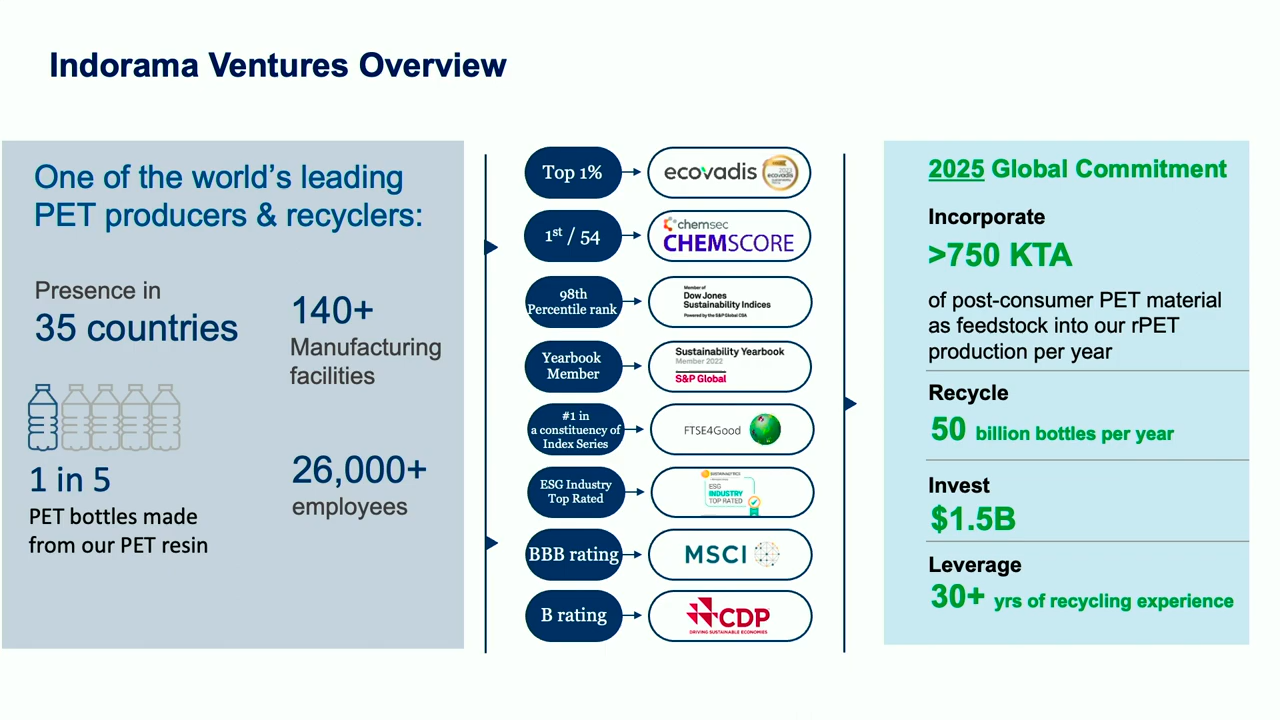 Indorama Ventures Overview
One of the world's leading
PET producers & recyclers:
Presence in
35 countries
140+
Manufacturing
facilities
1 in 5
PET bottles made
from our PET resin
26,000+
employees
Top 1%
ecovadis
ecovadis
1st / 54
chemsec
CHEMSCORE
98th
Percentile rank
Member of
Dow Jones
Sustainability Indices
Powered by the S&P Global CSA
Yearbook
Member
Sustainability Yearbook
Member 2022
S&P Global
#1 in
a constituency of
Index Series
FTSE4Good
ESG Industry
Top Rated
SUSTAINALYTICS
ESG
INDUSTRY
TOP RATED
BBB rating
MSCI
B rating
CDP
DRIVING SUSTAINABLE ECONOMIES
2025 Global Commitment
Incorporate
>750 KTA
of post-consumer PET material
as feedstock into our rPET
production per year
Recycle
50 billion bottles per year
Invest
$1.5B
Leverage
30+ yrs of recycling experience